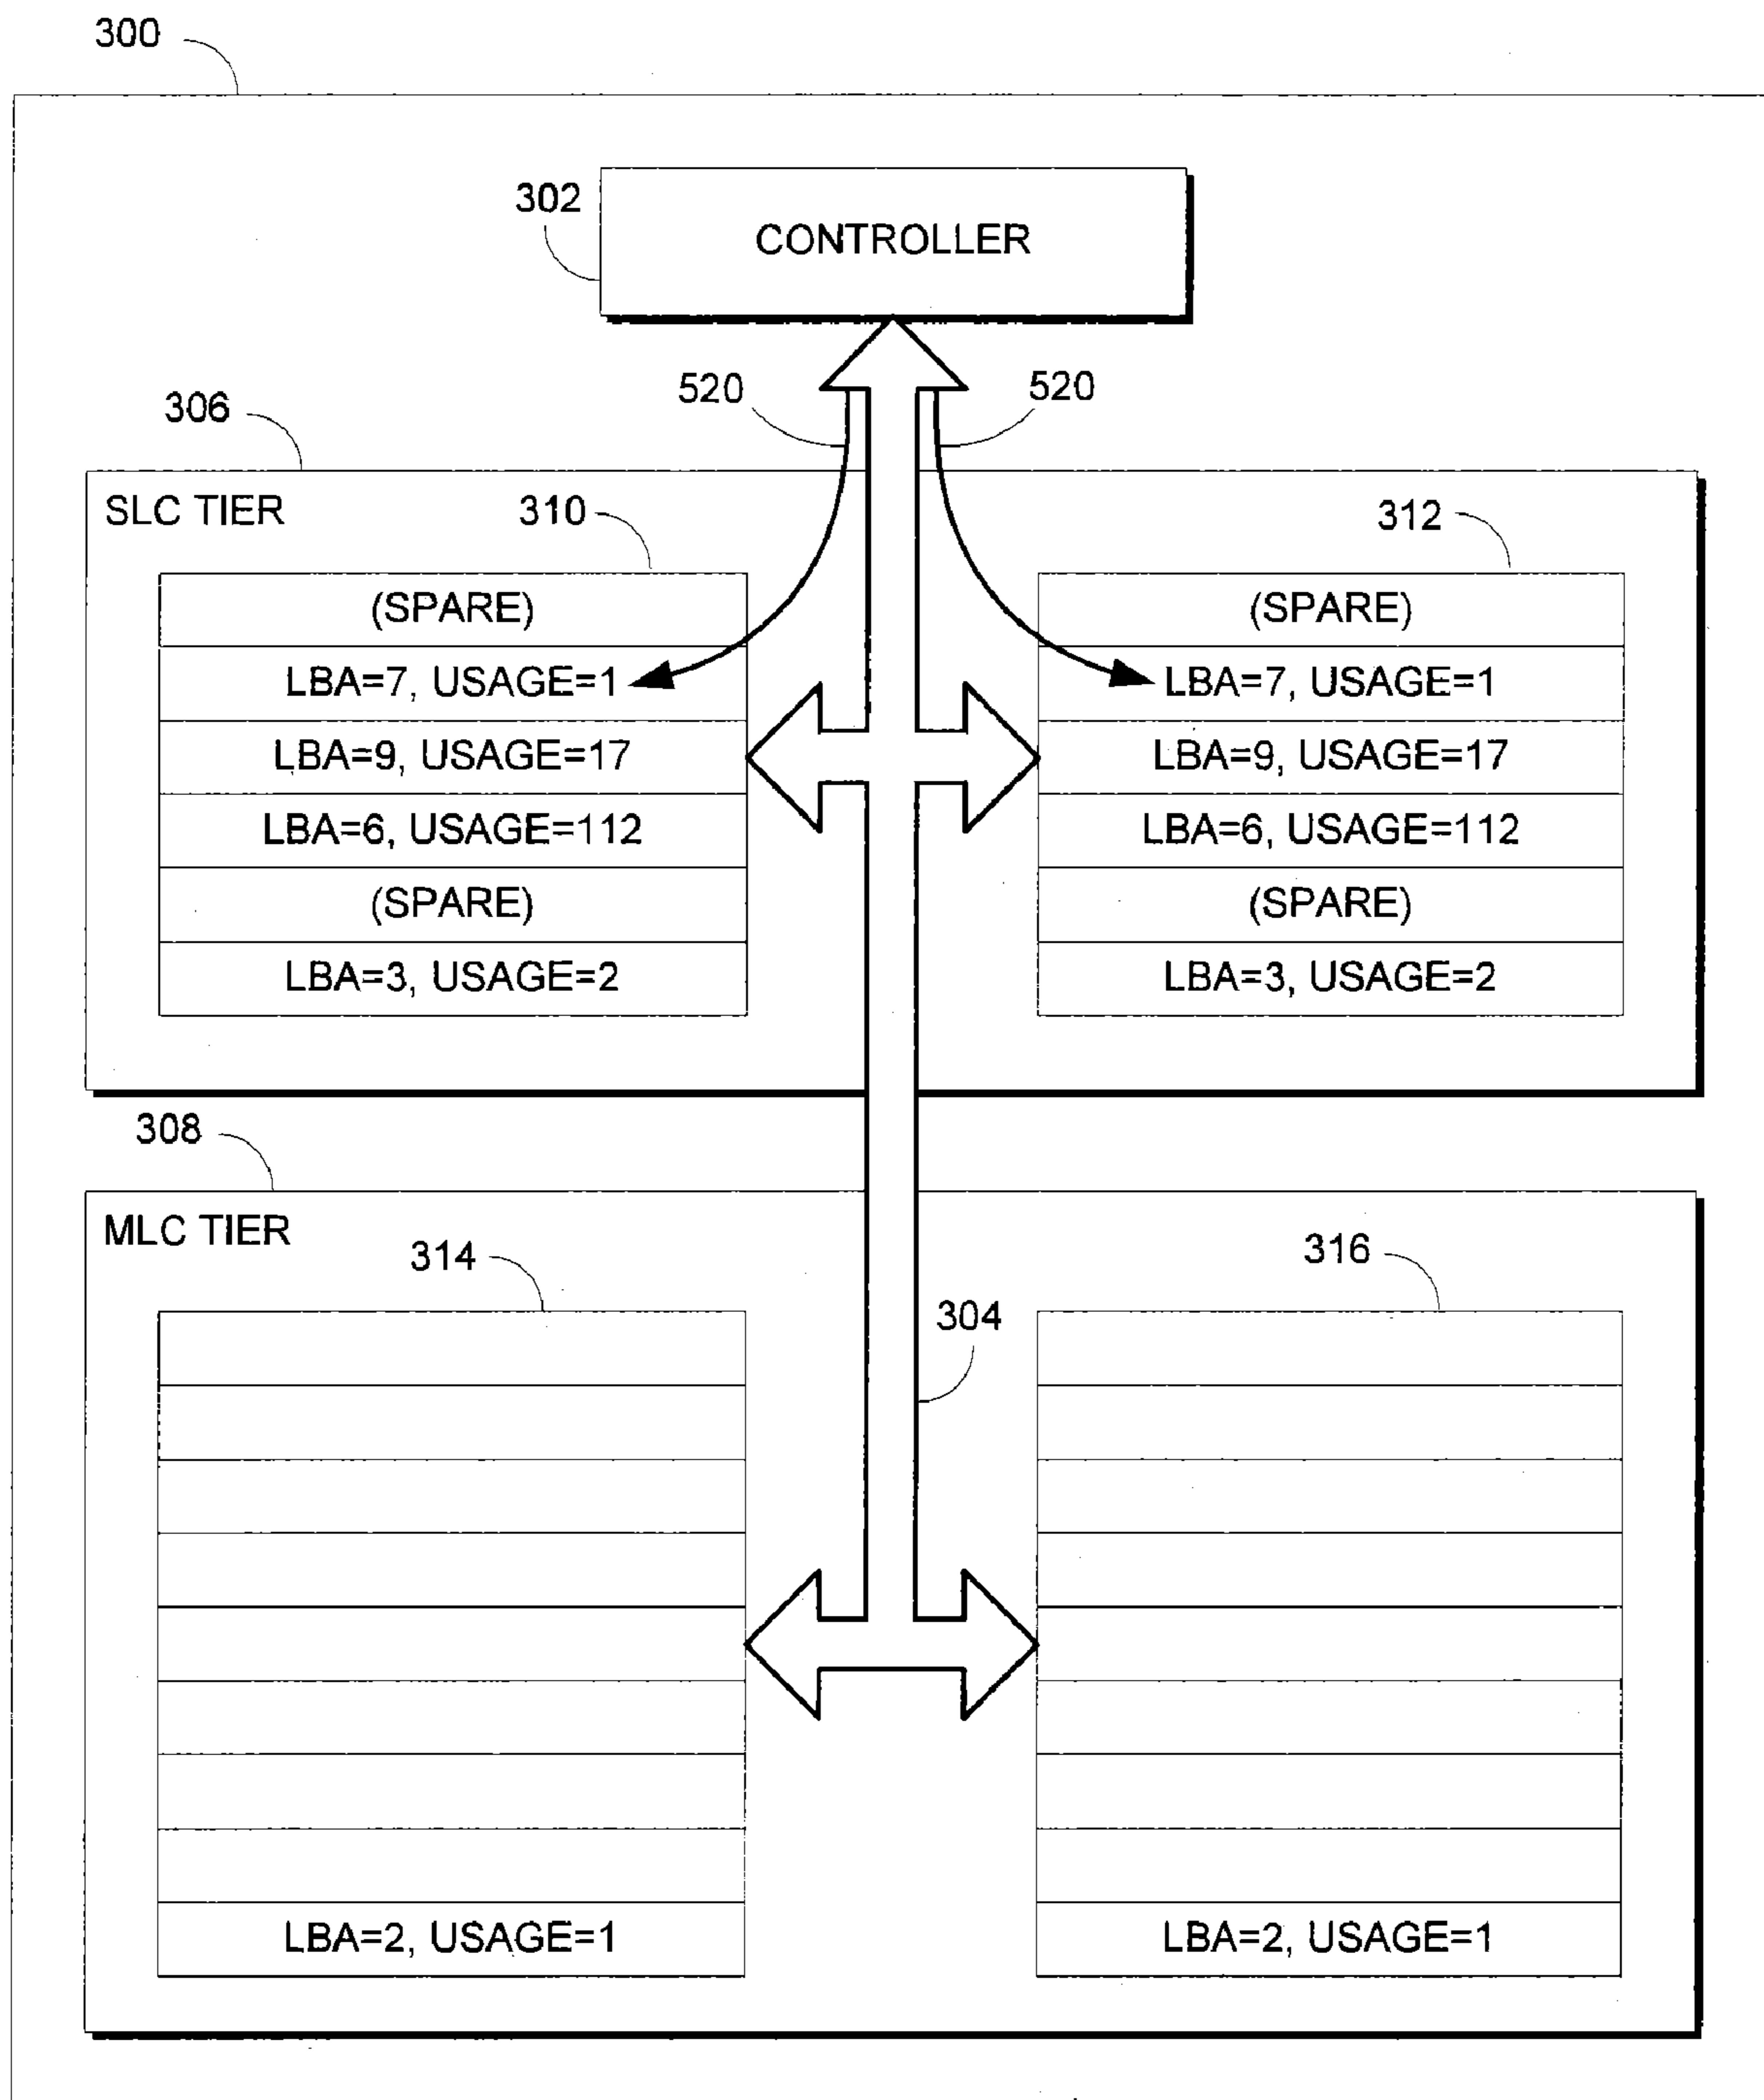 300
302
CONTROLLER
520
520
306
SLC TIER
310
312
(SPARE)
LBA=7, USAGE=1
LBA=9, USAGE=17
LBA=6, USAGE=112
(SPARE)
LBA=3, USAGE=2
(SPARE)
LBA=7, USAGE=1
LBA=9, USAGE=17
LBA=6, USAGE=112
(SPARE)
LBA=3, USAGE=2
308
MLC TIER
314
316
304
LBA=2, USAGE=1
LBA=2, USAGE=1